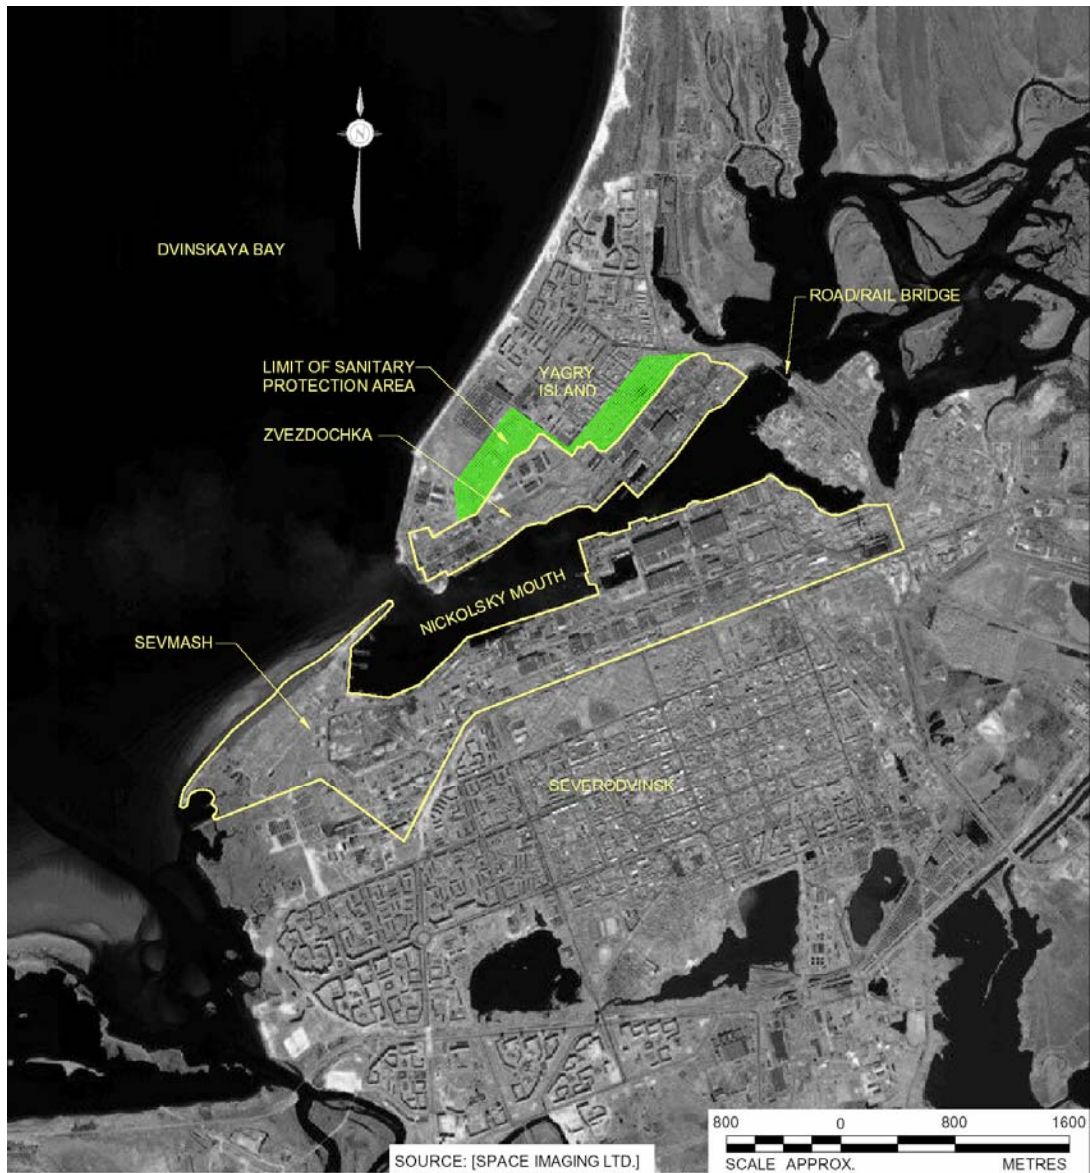 N
DVINSKAYA BAY
ROAD/RAIL BRIDGE
LIMIT OF SANITARY
PROTECTION AREA
YAGRY
ISLAND
ZVEZDOCHKA
NICKOLSKY MOUTH
SEVMASH
SEVERODVINSK
800 0 800 1600
SCALE APPROX. METRES
SOURCE: [SPACE IMAGING LTD.]